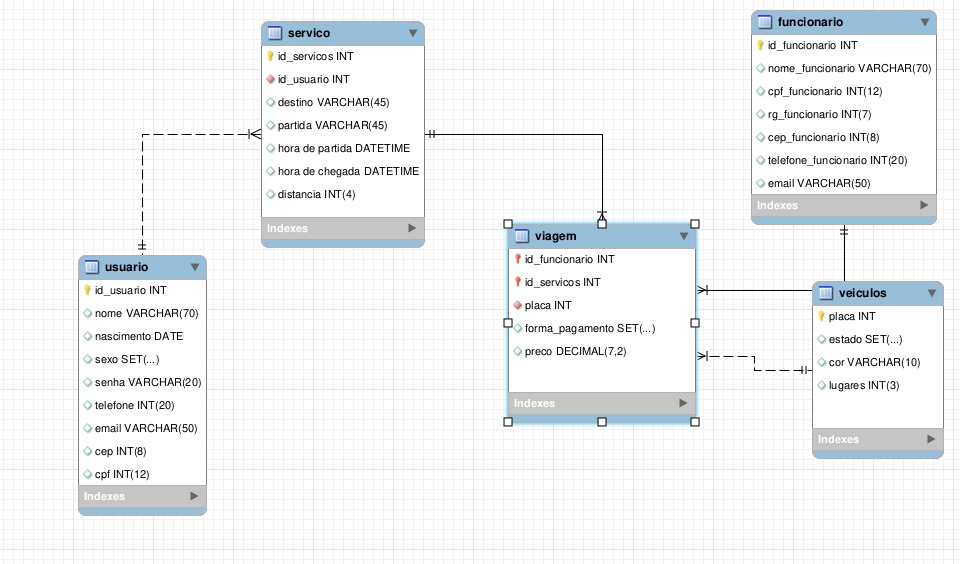 servico
id_servicos INT
id_usuario INT
destino VARCHAR(45)
partida VARCHAR(45)
hora de partida DATETIME
hora de chegada DATETIME
distancia INT(4)
Indexes
funcionario
id_funcionario INT
nome_funcionario VARCHAR(70)
cpf_funcionario INT(12)
rg_funcionario INT(7)
cep_funcionario INT(8)
telefone_funcionario INT(20)
email VARCHAR(50)
Indexes
usuario
id_usuario INT
nome VARCHAR(70)
nascimento DATE
sexo SET(...)
senha VARCHAR(20)
telefone INT(20)
email VARCHAR(50)
cep INT(8)
cpf INT(12)
Indexes
viagem
id_funcionario INT
id_servicos INT
placa INT
forma_pagamento SET(...)
preco DECIMAL(7,2)
Indexes
veiculos
placa INT
estado SET(...)
cor VARCHAR(10)
lugares INT(3)
Indexes